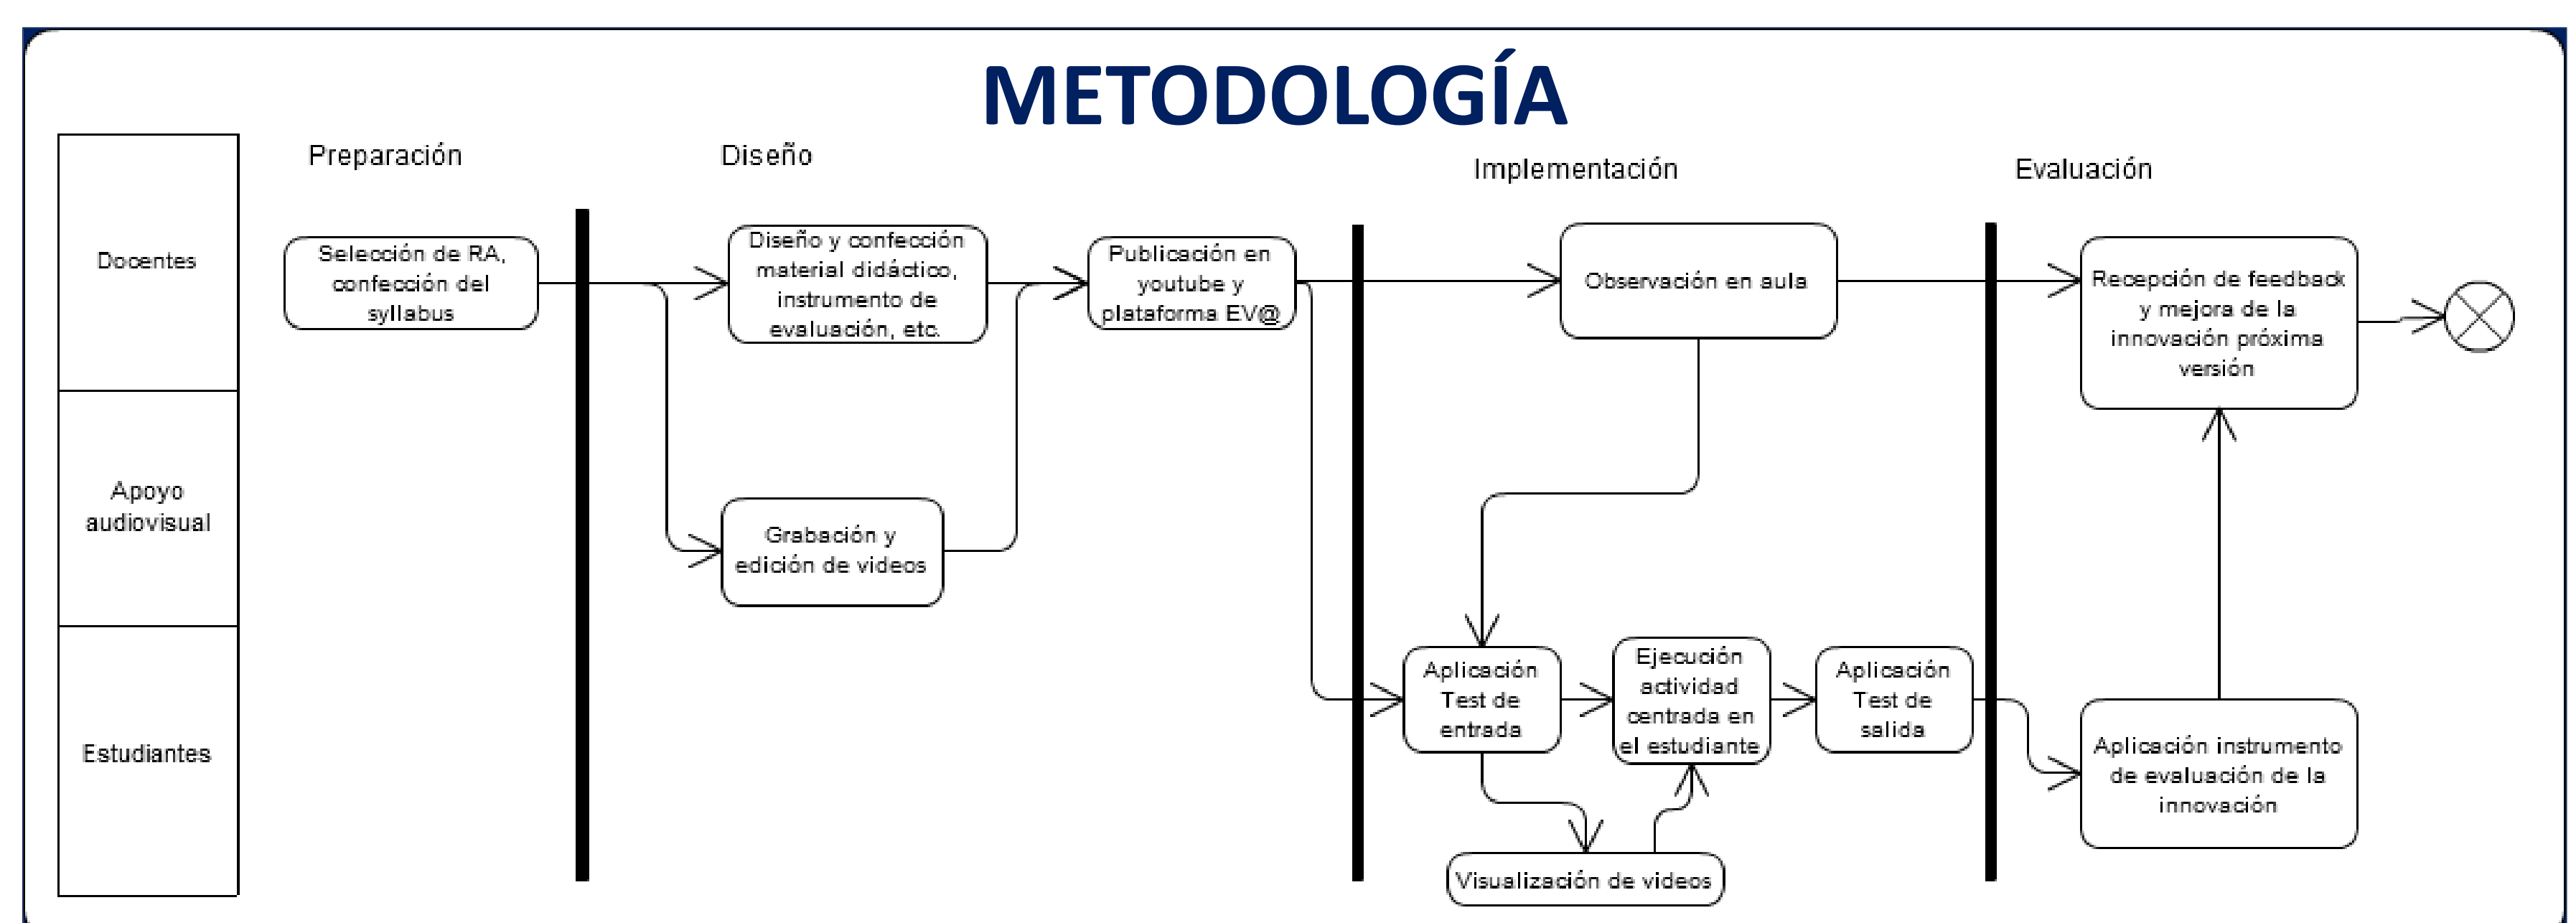 METODOLOGÍA
Preparación
Diseño
Implementación
Evaluación
Docentes
Selección de RA,
confección del
syllabus
Diseño y confección
material didáctico,
instrumento de
evaluación, etc.
Publicación en
youtube y
plataforma EV@
Observación en aula
Recepción de feedback
y mejora de la
innovación próxima
versión
Apoyo
audiovisual
Grabación y
edición de videos
Estudiantes
Aplicación
Test de
entrada
Ejecución
actividad
centrada en
el estudiante
Aplicación
Test de
salida
Aplicación instrumento
de evaluación de la
innovación
Visualización de videos